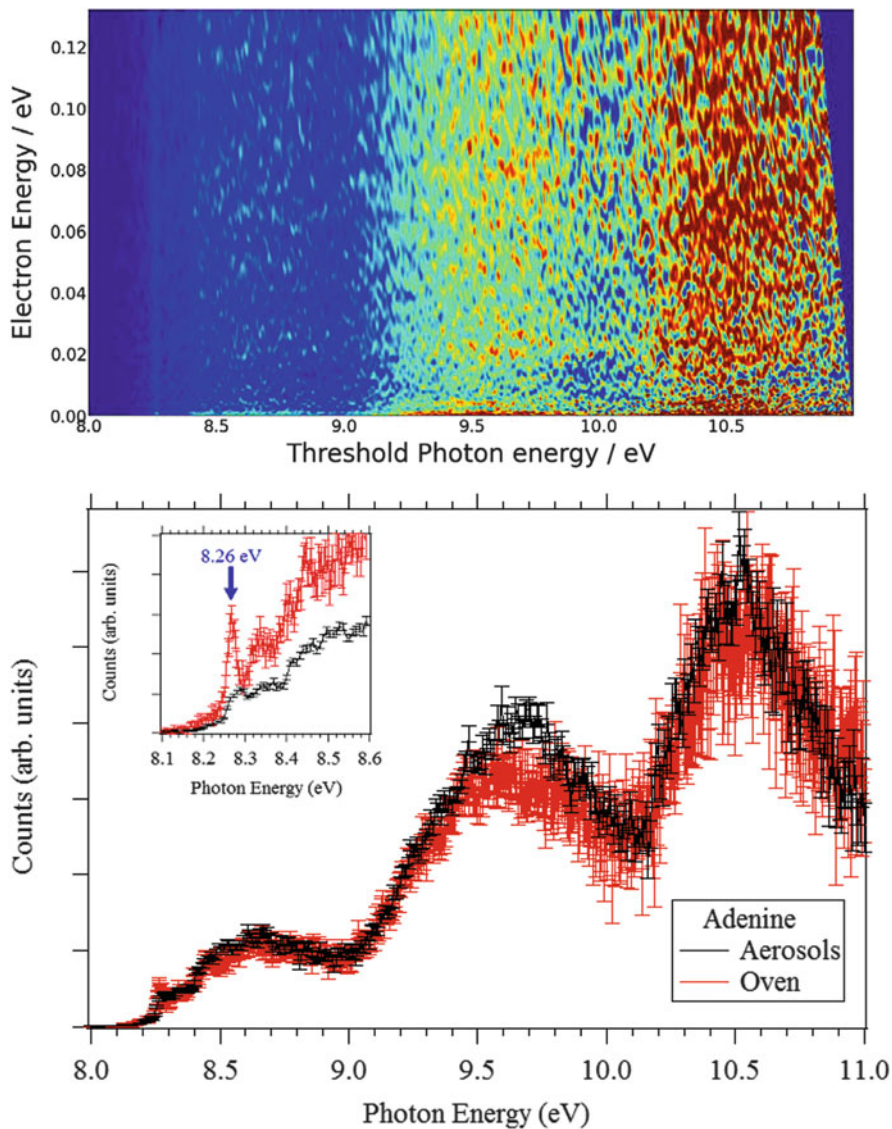 Electron Energy / eV
0.12
0.10
0.08
0.06
0.04
0.02
0.00
8.0 8.5 9.0 9.5 10.0 10.5
Threshold Photon energy / eV
Counts (arb. units)
8.26 eV
Counts (arb. units)
8.1 8.2 8.3 8.4 8.5 8.6
Photon Energy (eV)
Adenine
Aerosols
Oven
8.0 8.5 9.0 9.5 10.0 10.5 11.0
Photon Energy (eV)